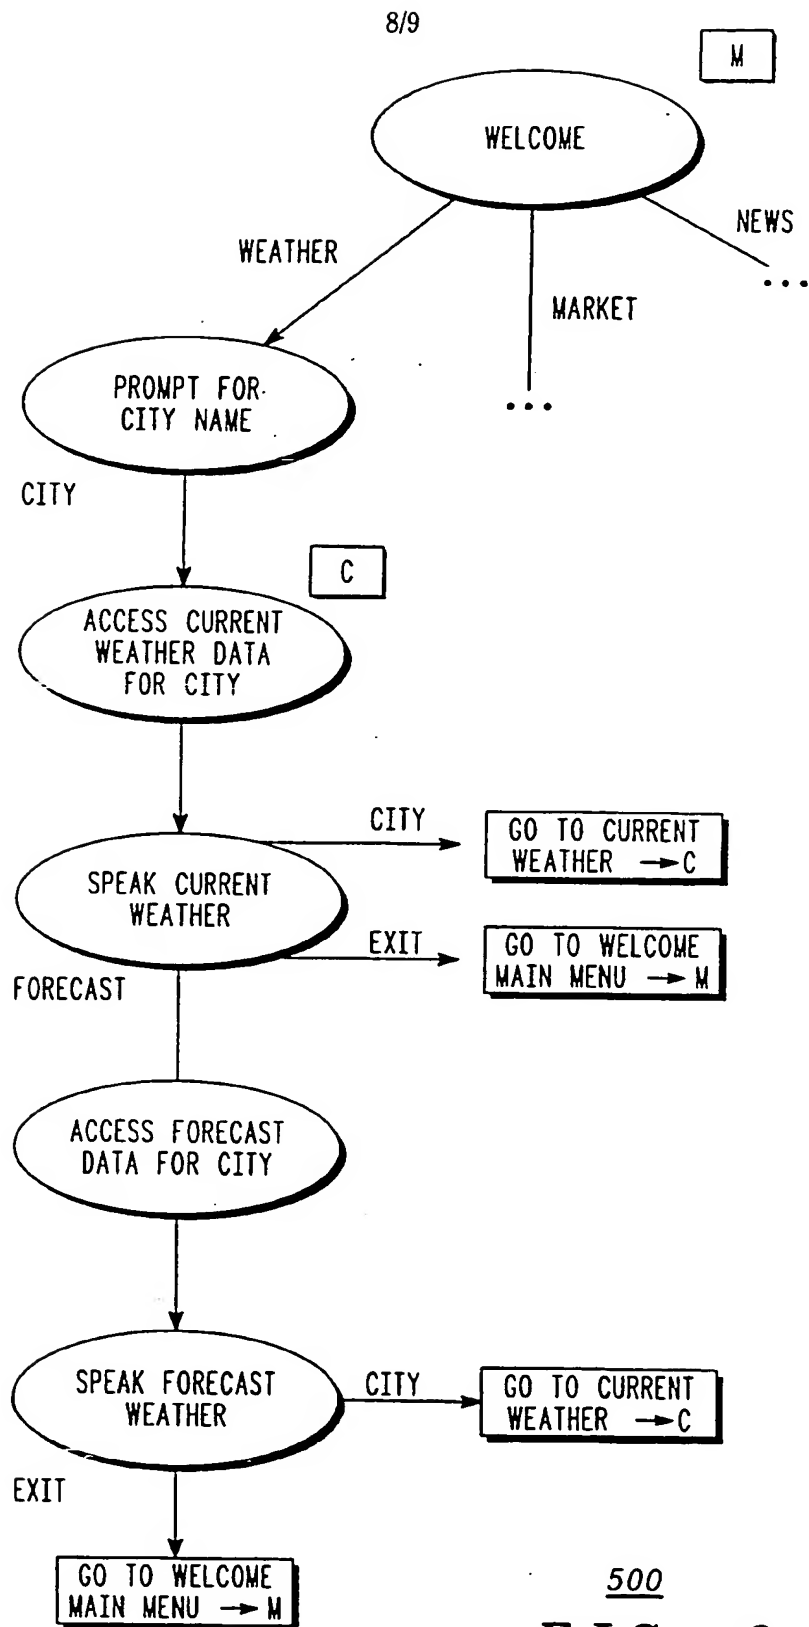 8/9
M
WELCOME
NEWS
WEATHER
MARKET
...
...
PROMPT FOR
CITY NAME
CITY
C
ACCESS CURRENT
WEATHER DATA
FOR CITY
CITY
GO TO CURRENT
WEATHER → C
SPEAK CURRENT
WEATHER
EXIT
GO TO WELCOME
MAIN MENU → M
FORECAST
ACCESS FORECAST
DATA FOR CITY
SPEAK FORECAST
WEATHER
CITY
GO TO CURRENT
WEATHER → C
EXIT
GO TO WELCOME
MAIN MENU → M
500